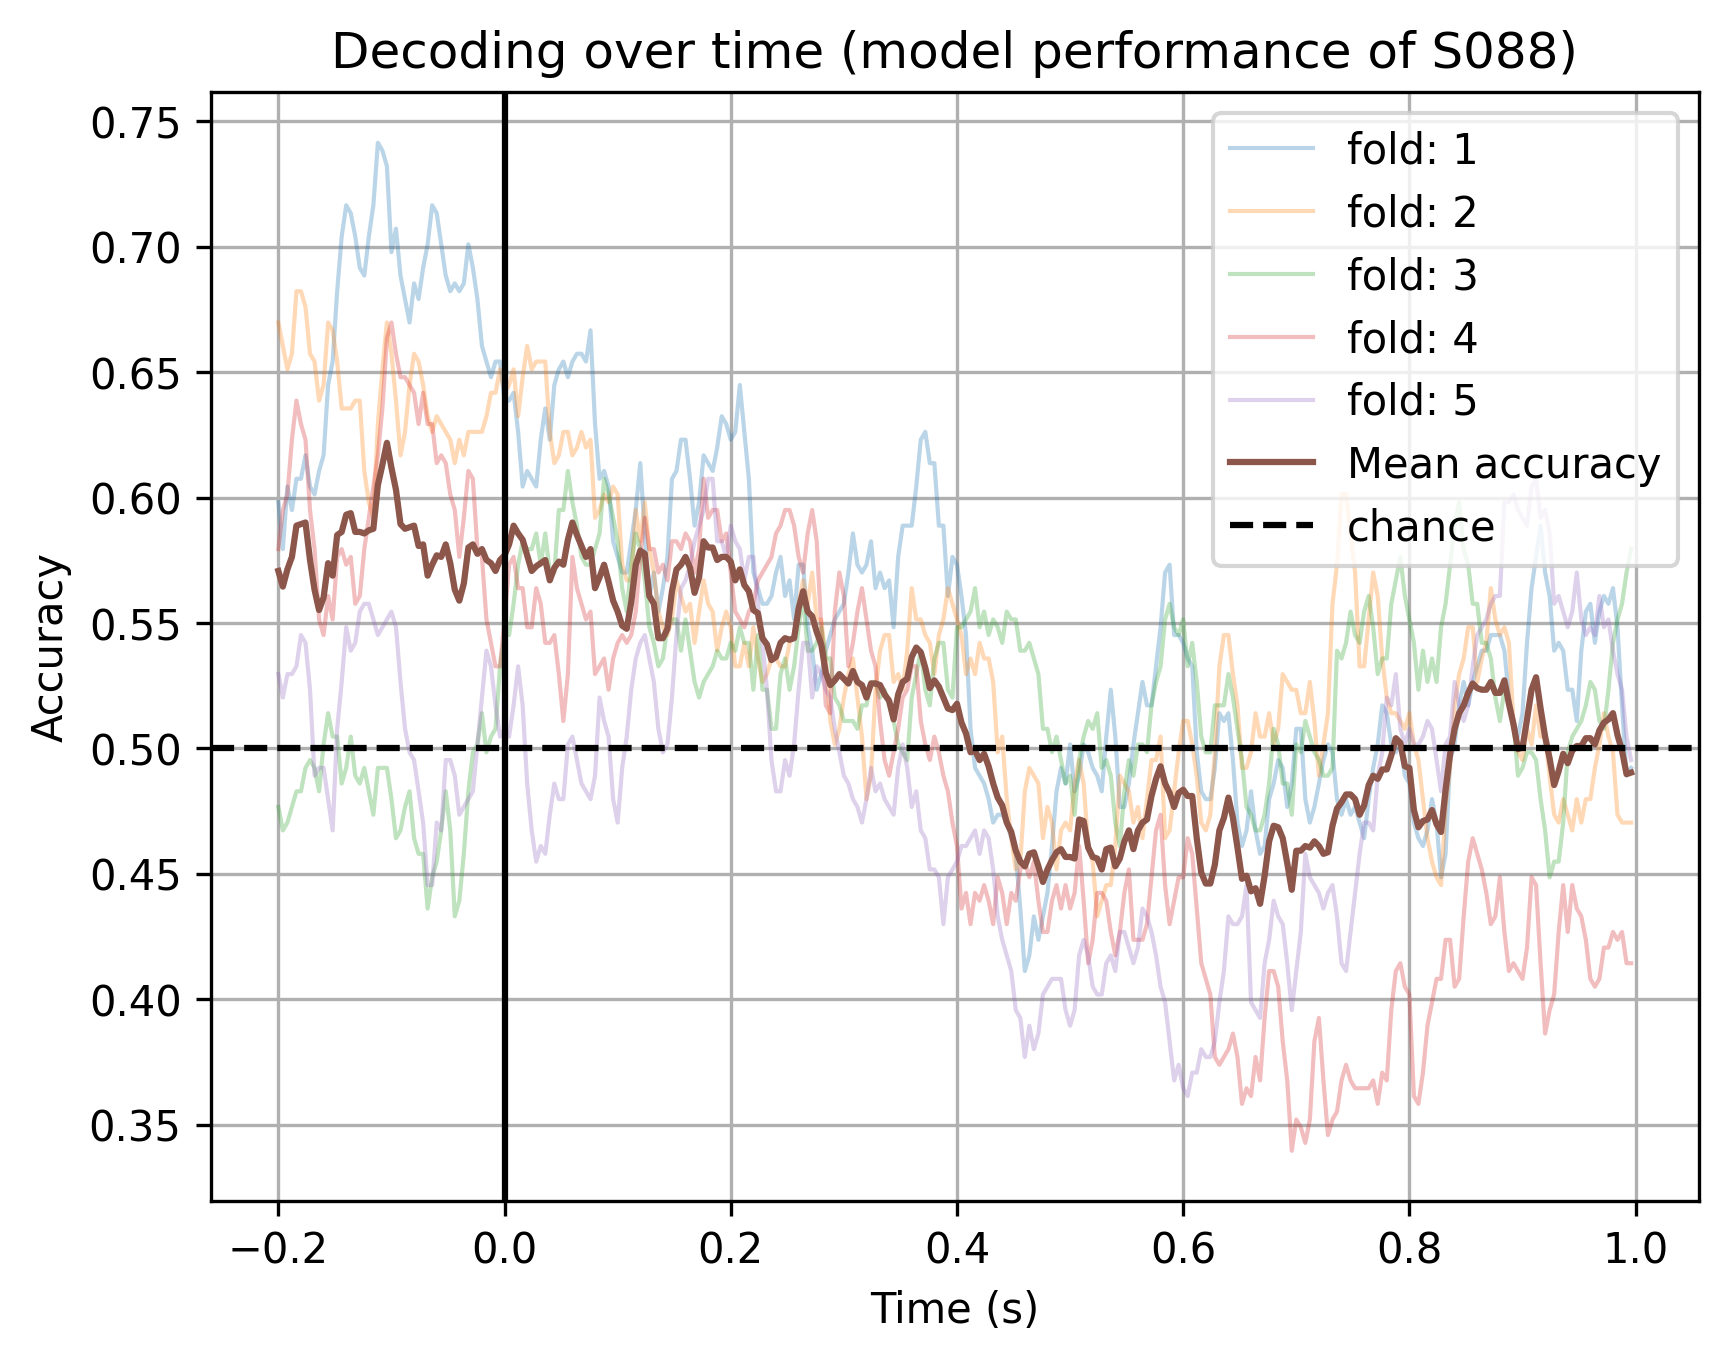 Decoding over time (model performance of S088)
0.75
0.70
0.65
0.60
0.55
0.50
0.45
0.40
0.35
Accuracy
fold: 1
fold: 2
fold: 3
fold: 4
fold: 5
Mean accuracy
chance
−0.2 0.0 0.2 0.4 0.6 0.8 1.0
Time (s)